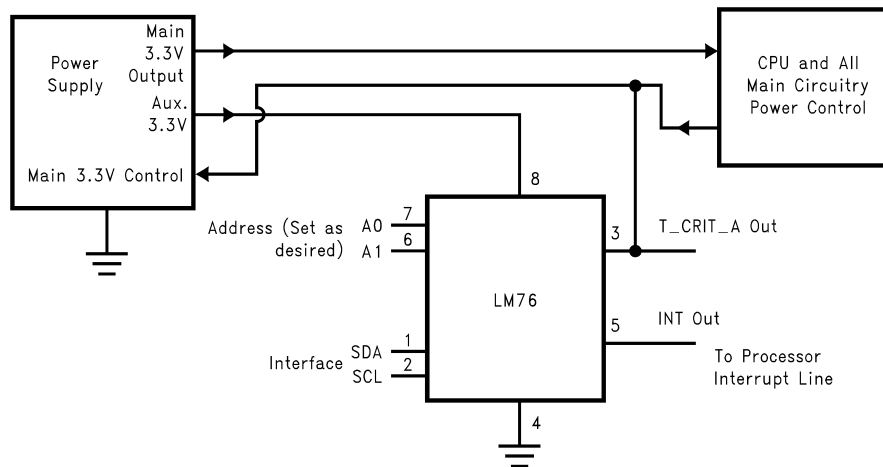 Power
Supply
Main
3.3V
Output
Aux.
3.3V
Main 3.3V Control
CPU and All
Main Circuitry
Power Control
8
Address (Set as
desired)
A0
7
A1
6
3
T_CRIT_A Out
LM76
5
INT Out
To Processor
Interrupt Line
Interface
SDA
1
SCL
2
4